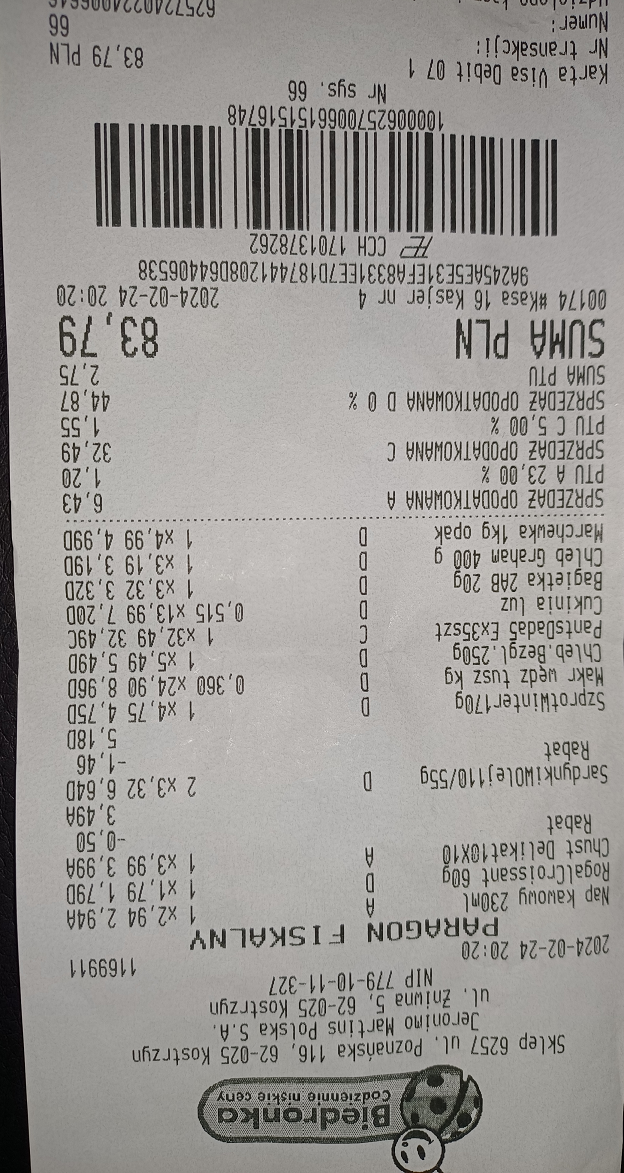 Biedronka
Codziennie niskie ceny
Sklep 6257 ul. Poznańska 116, 62-025 Kostrzyn
Jeronimo Martins Polska S.A.
ul. Żniwna 5, 62-025 Kostrzyn
NIP 779-10-11-327
2024-02-24 20:20 1169911
PARAGON FISKALNY
Nap kawowy 230ml A 1 x2,94 2,94A
RogalCroissant 60g D 1 x1,79 1,79D
Chust Delikat10X10 A 1 x3,99 3,99A
Rabat -0,50
3,49A
SardynkiWOlej110/55g D 2 x3,32 6,64D
Rabat -1,46
5,18D
SzprotWinter170g D 1 x4,75 4,75D
Makr wędz tusz kg D 0,360 x24,90 8,96D
Chleb.Bezgl.250g D 1 x5,49 5,49D
PantsDada5 Ex35szt C 1 x32,49 32,49C
Cukinia luz D 0,515 x13,99 7,20D
Bagietka 2AB 20g D 1 x3,32 3,32D
Chleb Graham 400 g D 1 x3,19 3,19D
Marchewka 1kg opak D 1 x4,99 4,99D
SPRZEDAŻ OPODATKOWANA A 6,43
PTU A 23,00 % 1,20
SPRZEDAŻ OPODATKOWANA C 32,49
PTU C 5,00 % 1,55
SPRZEDAŻ OPODATKOWANA D 0 % 44,87
SUMA PTU 2,75
SUMA PLN 83,79
00174 #Kasa 16 Kasjer nr 4 2024-02-24 20:20
9A245AE5E31EFA8331EE7D187441208D64406538
CCH 1701378262
1000062570066151516748
Nr sys. 66
Karta Visa Debit 07 1
Nr transakcji: 83,79 PLN
Numer: 66